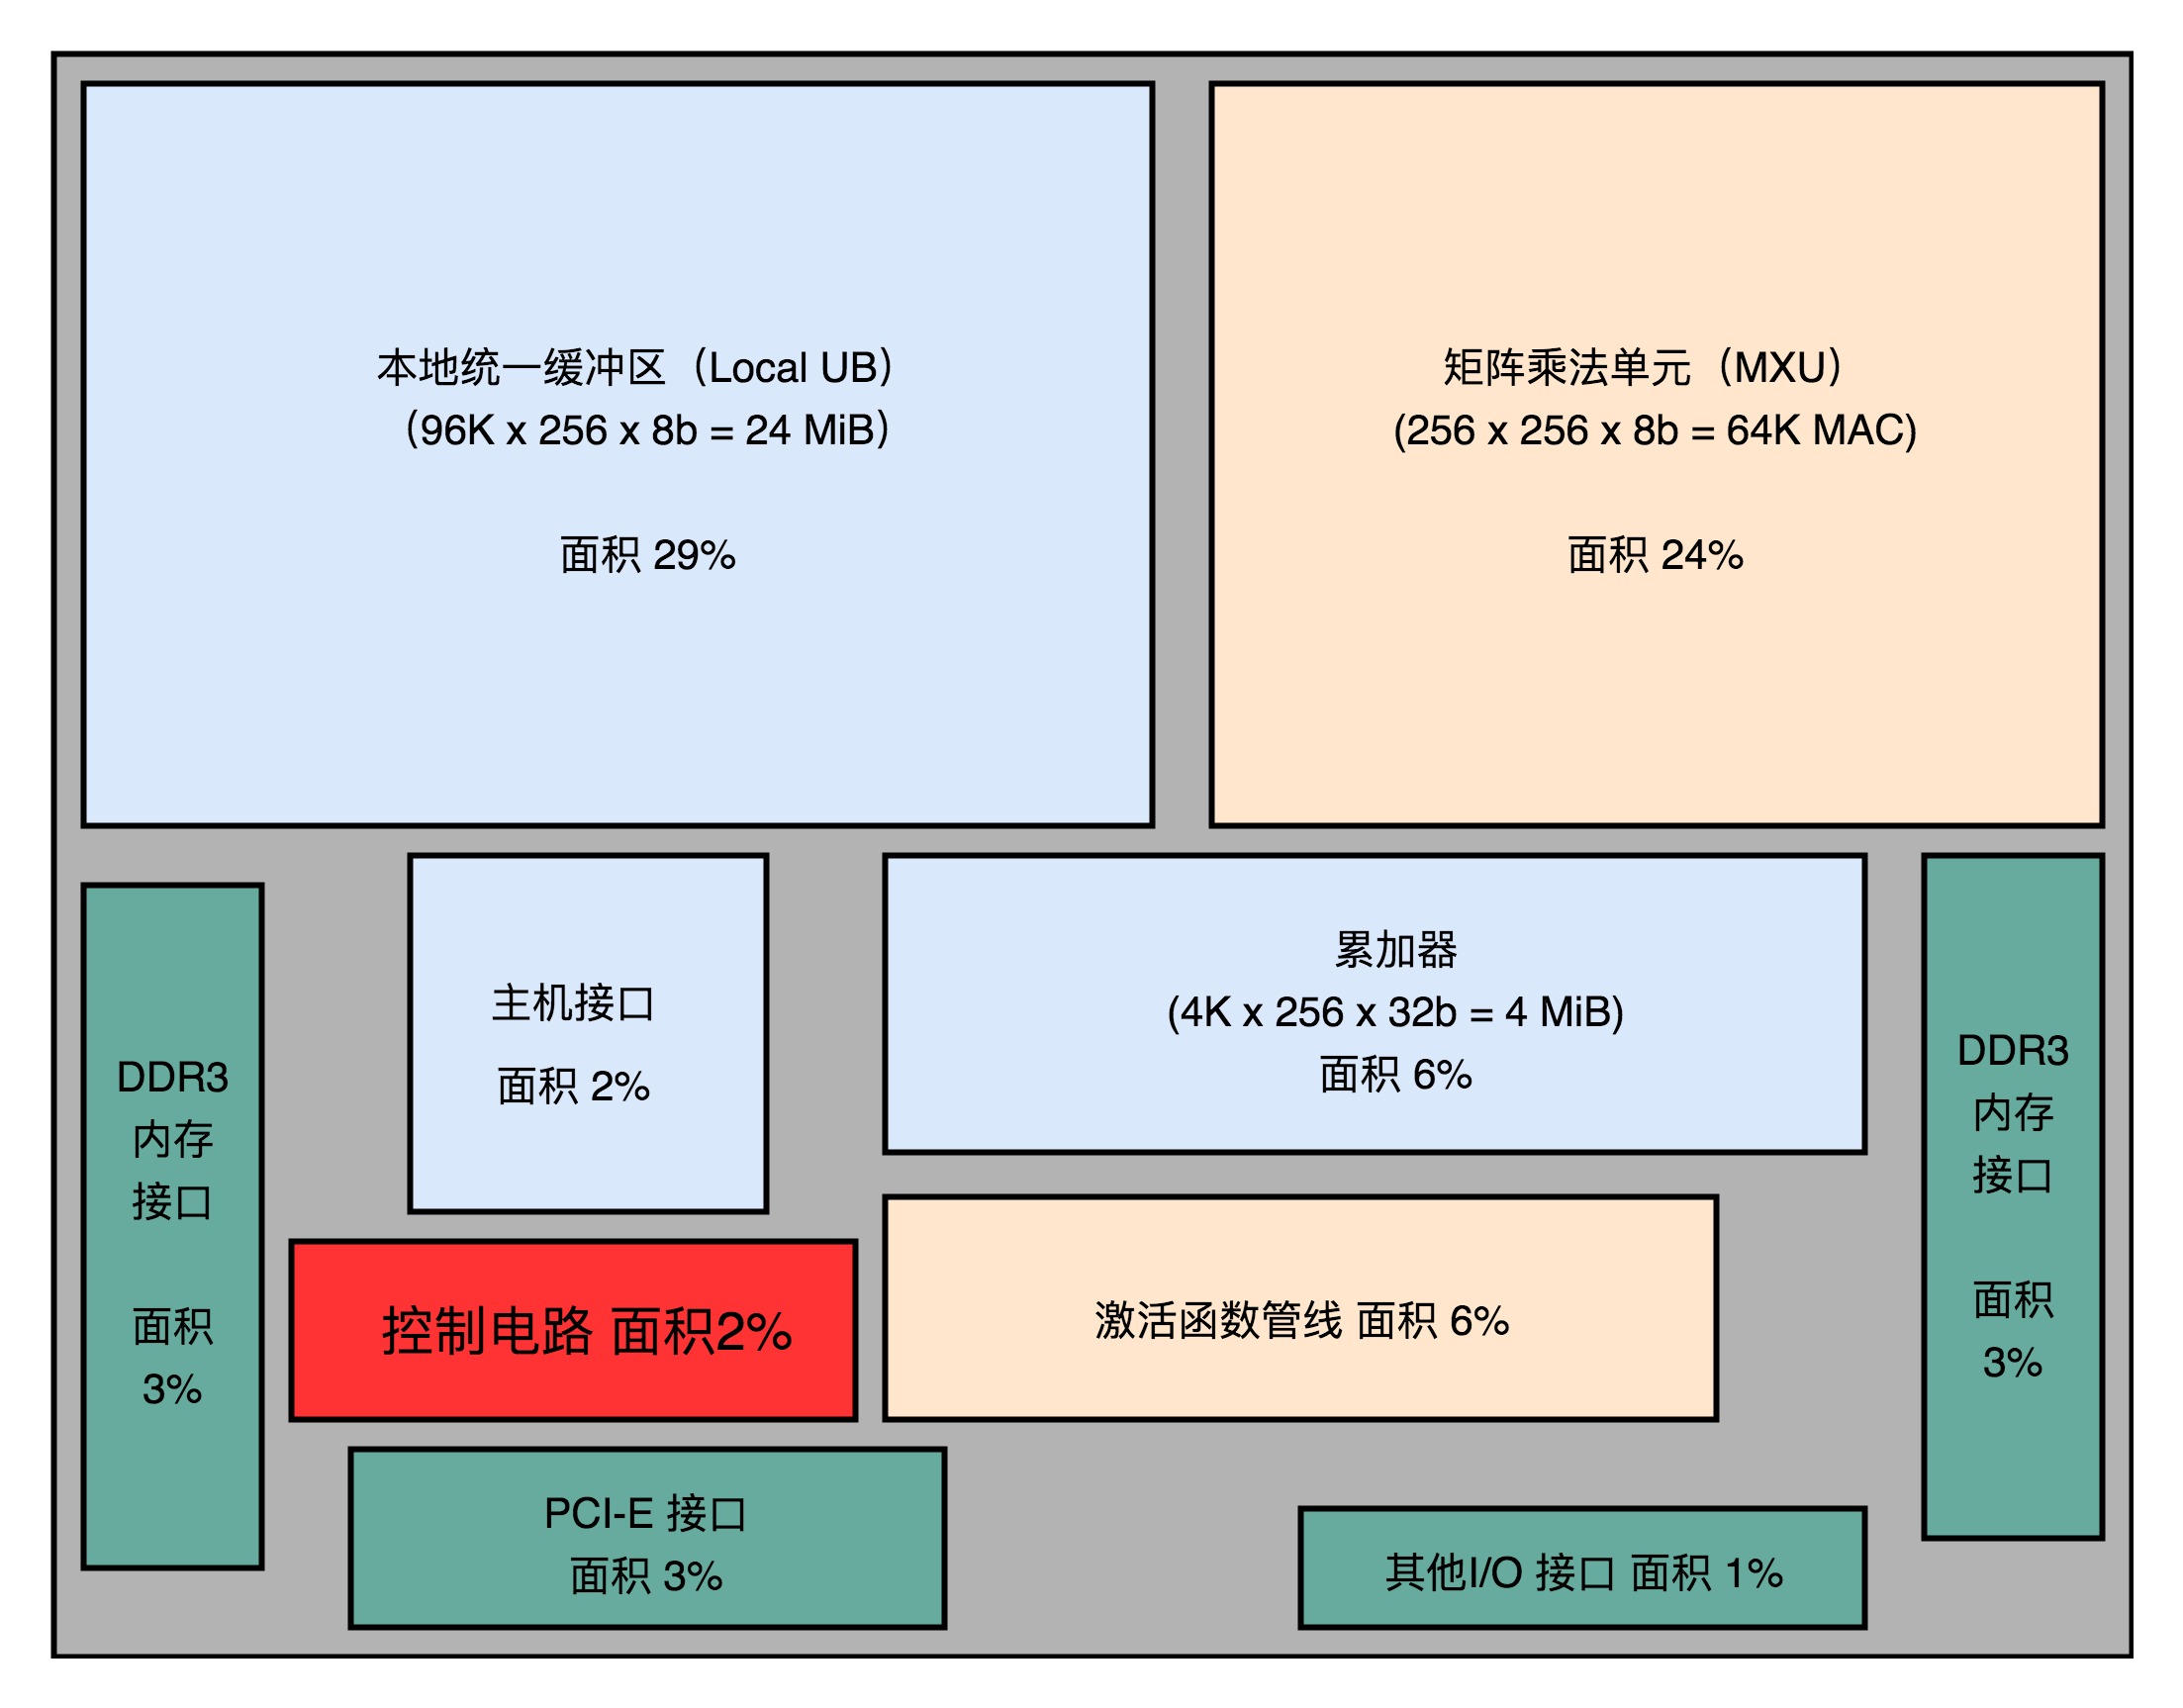 本地统一缓冲区（Local UB）
（96K x 256 x 8b = 24 MiB）
面积 29%
矩阵乘法单元（MXU）
(256 x 256 x 8b = 64K MAC)
面积 24%
DDR3
内存
接口
面积
3%
主机接口
面积 2%
累加器
(4K x 256 x 32b = 4 MiB)
面积 6%
DDR3
内存
接口
面积
3%
控制电路 面积2%
激活函数管线 面积 6%
PCI-E 接口
面积 3%
其他I/O 接口 面积 1%